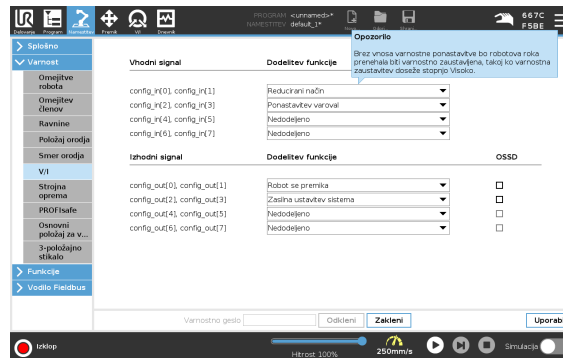 PROGRAM <unnamed>*
NAMESTITEV default_1*
667C
F5BE
Program
Premik
V/I
Dnevnik
Splošno
Varnost
Omejitve
robota
Omejitev
členov
Ravnine
Položaj orodja
Smer orodja
V/I
Strojna
oprema
PROFIsafe
Osnovni
položaj za v...
3-položajno
stikalo
Funkcije
Vodilo Fieldbus
Opozorilo
Brez vnosa varnostne ponastavitve bo robotova roka
prenehala biti varnostno zaustavljena, takoj ko varnostna
zaustavitev doseže stopnjo Visoko.
Vhodni signal Dodelitev funkcije
config_in[0], config_in[1] Reducirani način
config_in[2], config_in[3] Ponastavitev varoval
config_in[4], config_in[5] Nedodeljeno
config_in[6], config_in[7] Nedodeljeno
Izhodni signal Dodelitev funkcije OSSD
config_out[0], config_out[1] Robot se premika
config_out[2], config_out[3] Zasilna ustavitev sistema
config_out[4], config_out[5] Nedodeljeno
config_out[6], config_out[7] Nedodeljeno
Varnostno geslo Odkleni Zakleni Uporabi
Izklop
Hitrost 100%
250mm/s
Simulacija